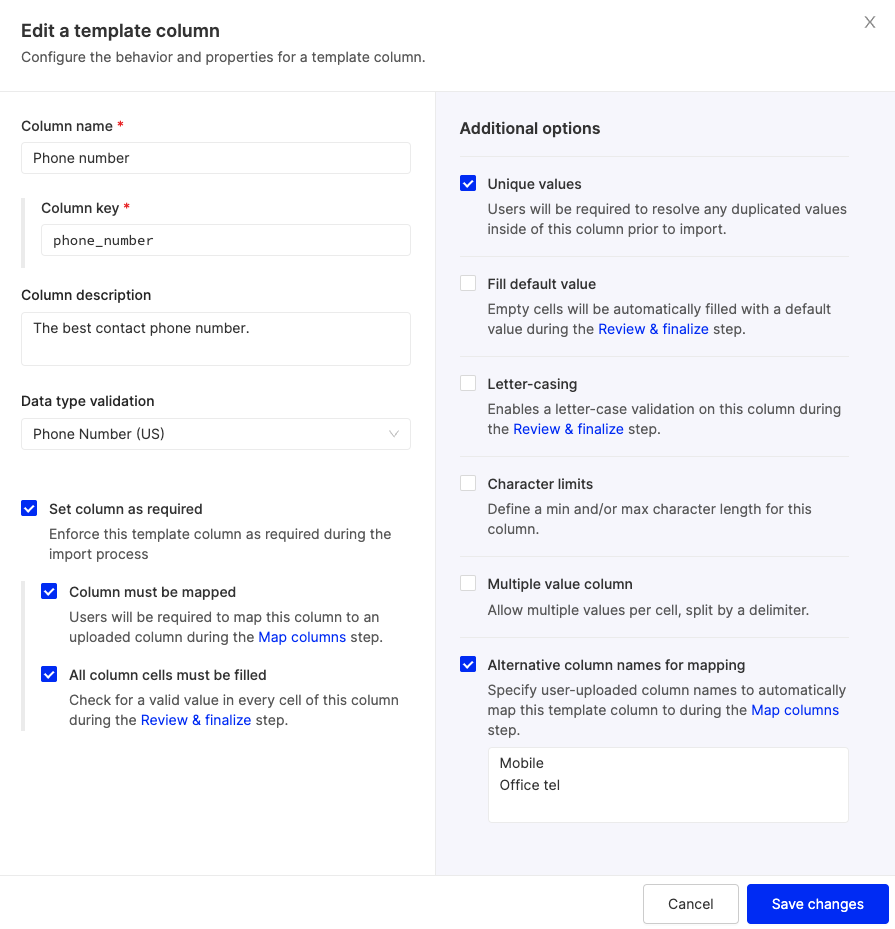 Edit a template column
X
Configure the behavior and properties for a template column.
Column name *
Phone number
Column key *
phone_number
Column description
The best contact phone number.
Data type validation
Phone Number (US)
Set column as required
Enforce this template column as required during the
import process
Column must be mapped
Users will be required to map this column to an
uploaded column during the Map columns step.
All column cells must be filled
Check for a valid value in every cell of this column
during the Review & finalize step.
Additional options
Unique values
Users will be required to resolve any duplicated values
inside of this column prior to import.
Fill default value
Empty cells will be automatically filled with a default
value during the Review & finalize step.
Letter-casing
Enables a letter-case validation on this column during
the Review & finalize step.
Character limits
Define a min and/or max character length for this
column.
Multiple value column
Allow multiple values per cell, split by a delimiter.
Alternative column names for mapping
Specify user-uploaded column names to automatically
map this template column to during the Map columns
step.
Mobile
Office tel
Cancel
Save changes